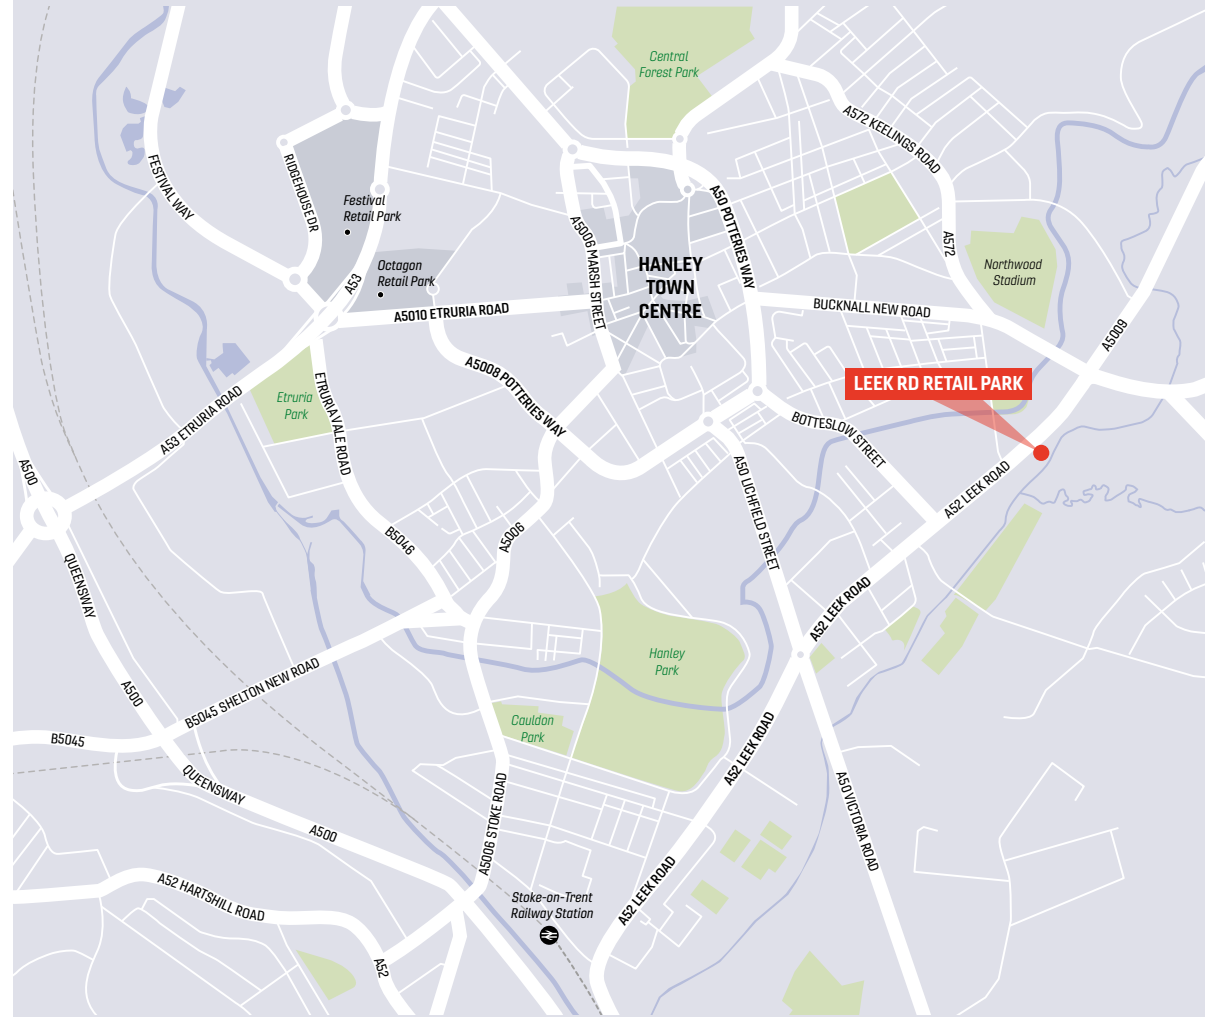 Central
Forest Park
A572 KEELINGS ROAD
FESTIVAL WAY
RIDGEHOUSE DR
Festival
Retail Park
A50 POTTERIES WAY
A5006 MARSH STREET
A572
HANLEY
TOWN
CENTRE
Northwood
Stadium
Octagon
Retail Park
A53
A5010 ETRURIA ROAD
BUCKNALL NEW ROAD
A5009
LEEK RD RETAIL PARK
A5008 POTTERIES WAY
Etruria
Park
ETRURIA VALE ROAD
A53 ETRURIA ROAD
BOTTESLOW STREET
A500
A52 LEEK ROAD
A50 LICHFIELD STREET
B5046
A5006
QUEENSWAY
A52 LEEK ROAD
Hanley
Park
A500
B5045 SHELTON NEW ROAD
Cauldon
Park
B5045
A52 LEEK ROAD
QUEENSWAY
A5006 STOKE ROAD
A50 VICTORIA ROAD
A500
A52 HARTSHILL ROAD
Stoke-on-Trent
Railway Station
A52 LEEK ROAD
A52